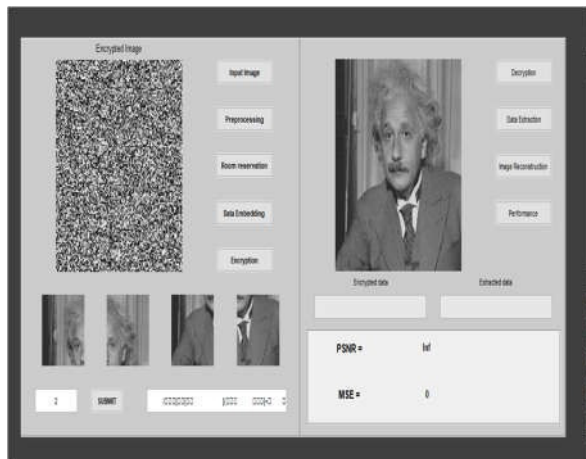 Encrypted Image
Input Image
Preprocessing
Room reservation
Data Embedding
Encryption
2
SUBMIT
Decryption
Data Extraction
Image Reconstruction
Performance
Encrypted data
Extracted data
PSNR = Inf
MSE = 0